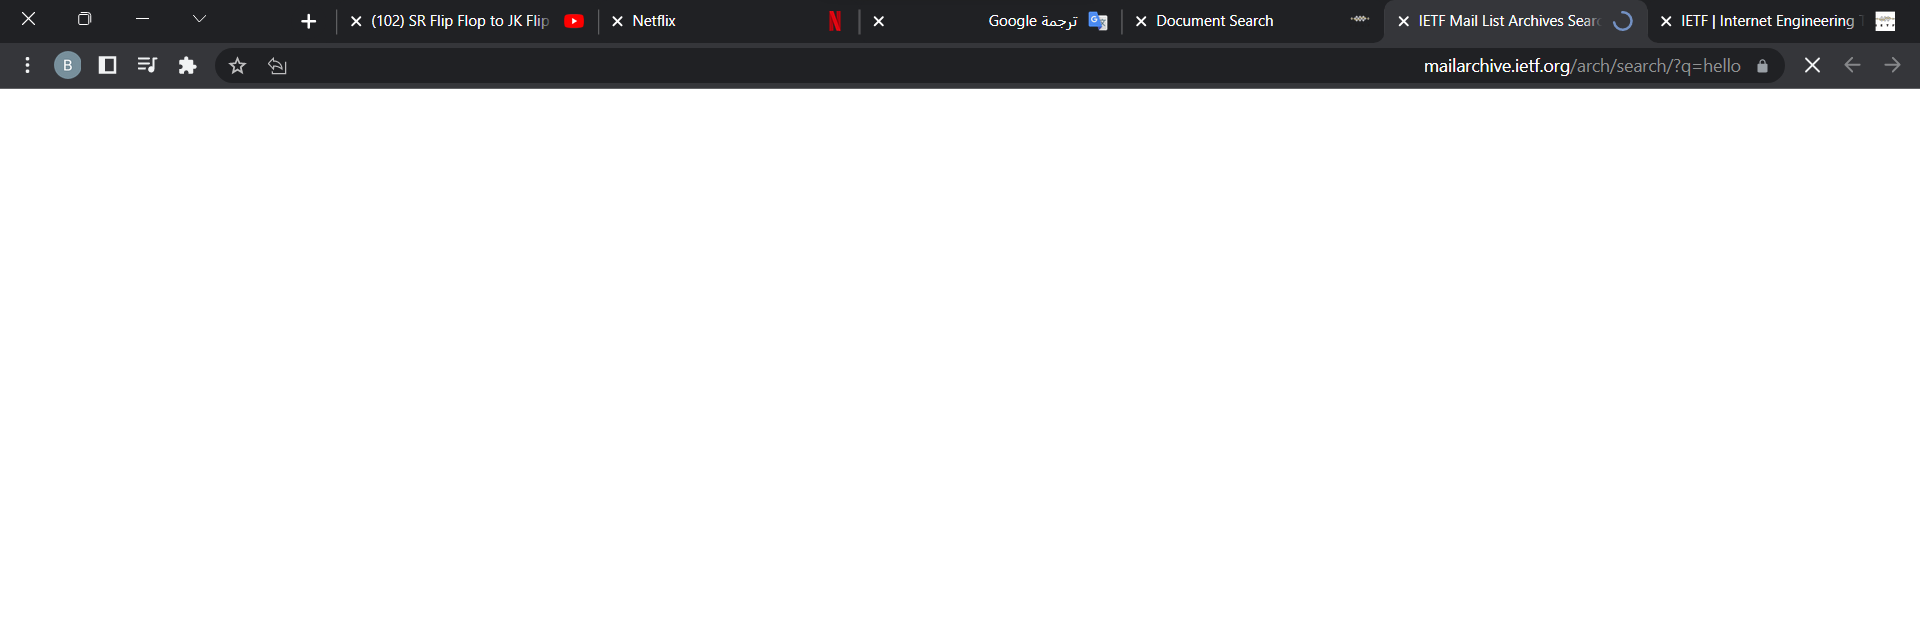 (102) SR Flip Flop to JK Flip
Netflix
ترجمة Google
Document Search
IETF Mail List Archives Sear
IETF | Internet Engineering
B
mailarchive.ietf.org/arch/search/?q=hello